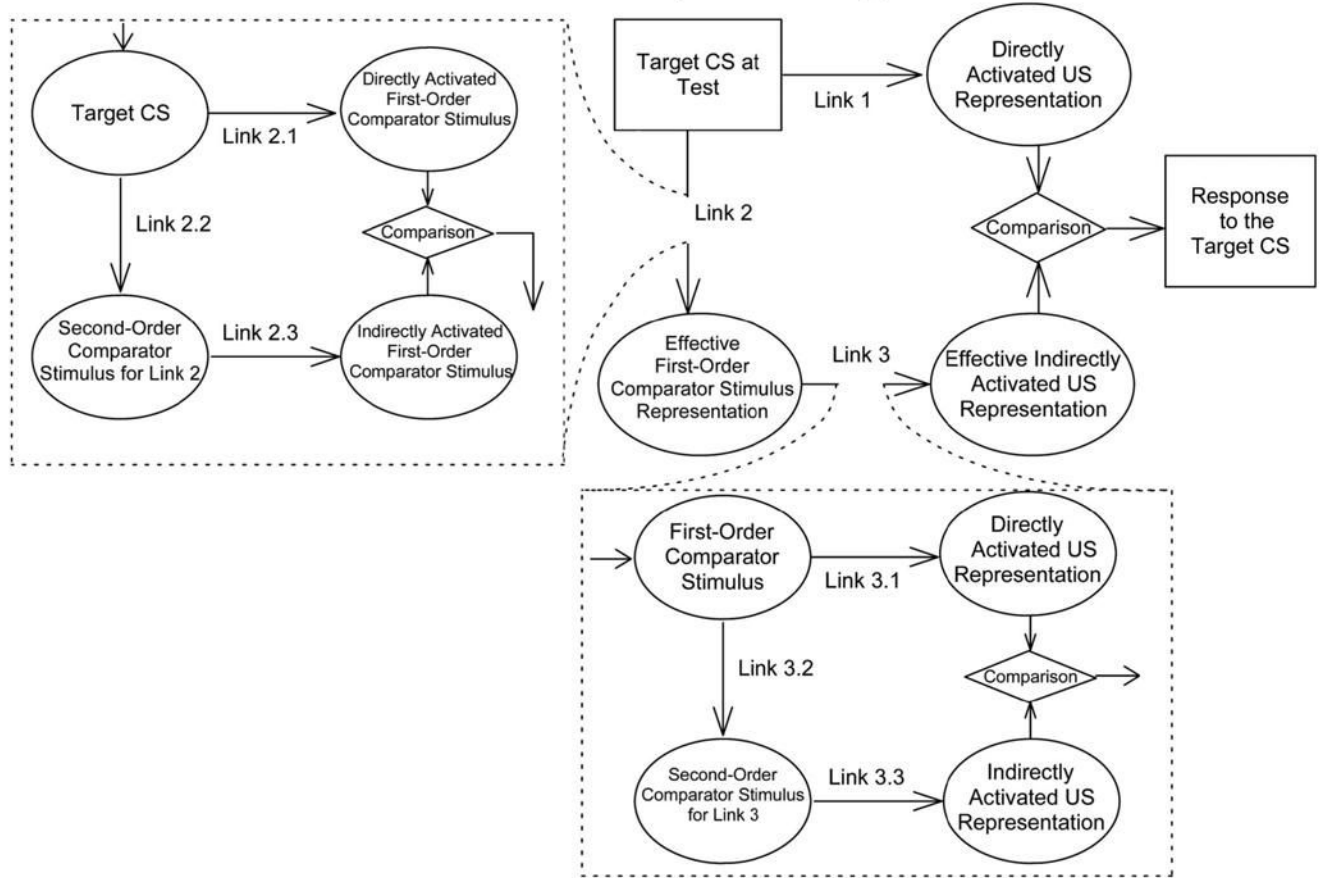 Target CS
Link 2.1
Directly Activated
First-Order
Comparator Stimulus
Link 2.2
Comparison
Second-Order
Comparator
Stimulus for Link 2
Link 2.3
Indirectly Activated
First-Order
Comparator Stimulus
Target CS at
Test
Link 1
Directly
Activated US
Representation
Link 2
Comparison
Response
to the
Target CS
Effective
First-Order
Comparator Stimulus
Representation
Link 3
Effective Indirectly
Activated US
Representation
First-Order
Comparator
Stimulus
Link 3.1
Directly
Activated US
Representation
Link 3.2
Comparison
Second-Order
Comparator Stimulus
for Link 3
Link 3.3
Indirectly
Activated US
Representation